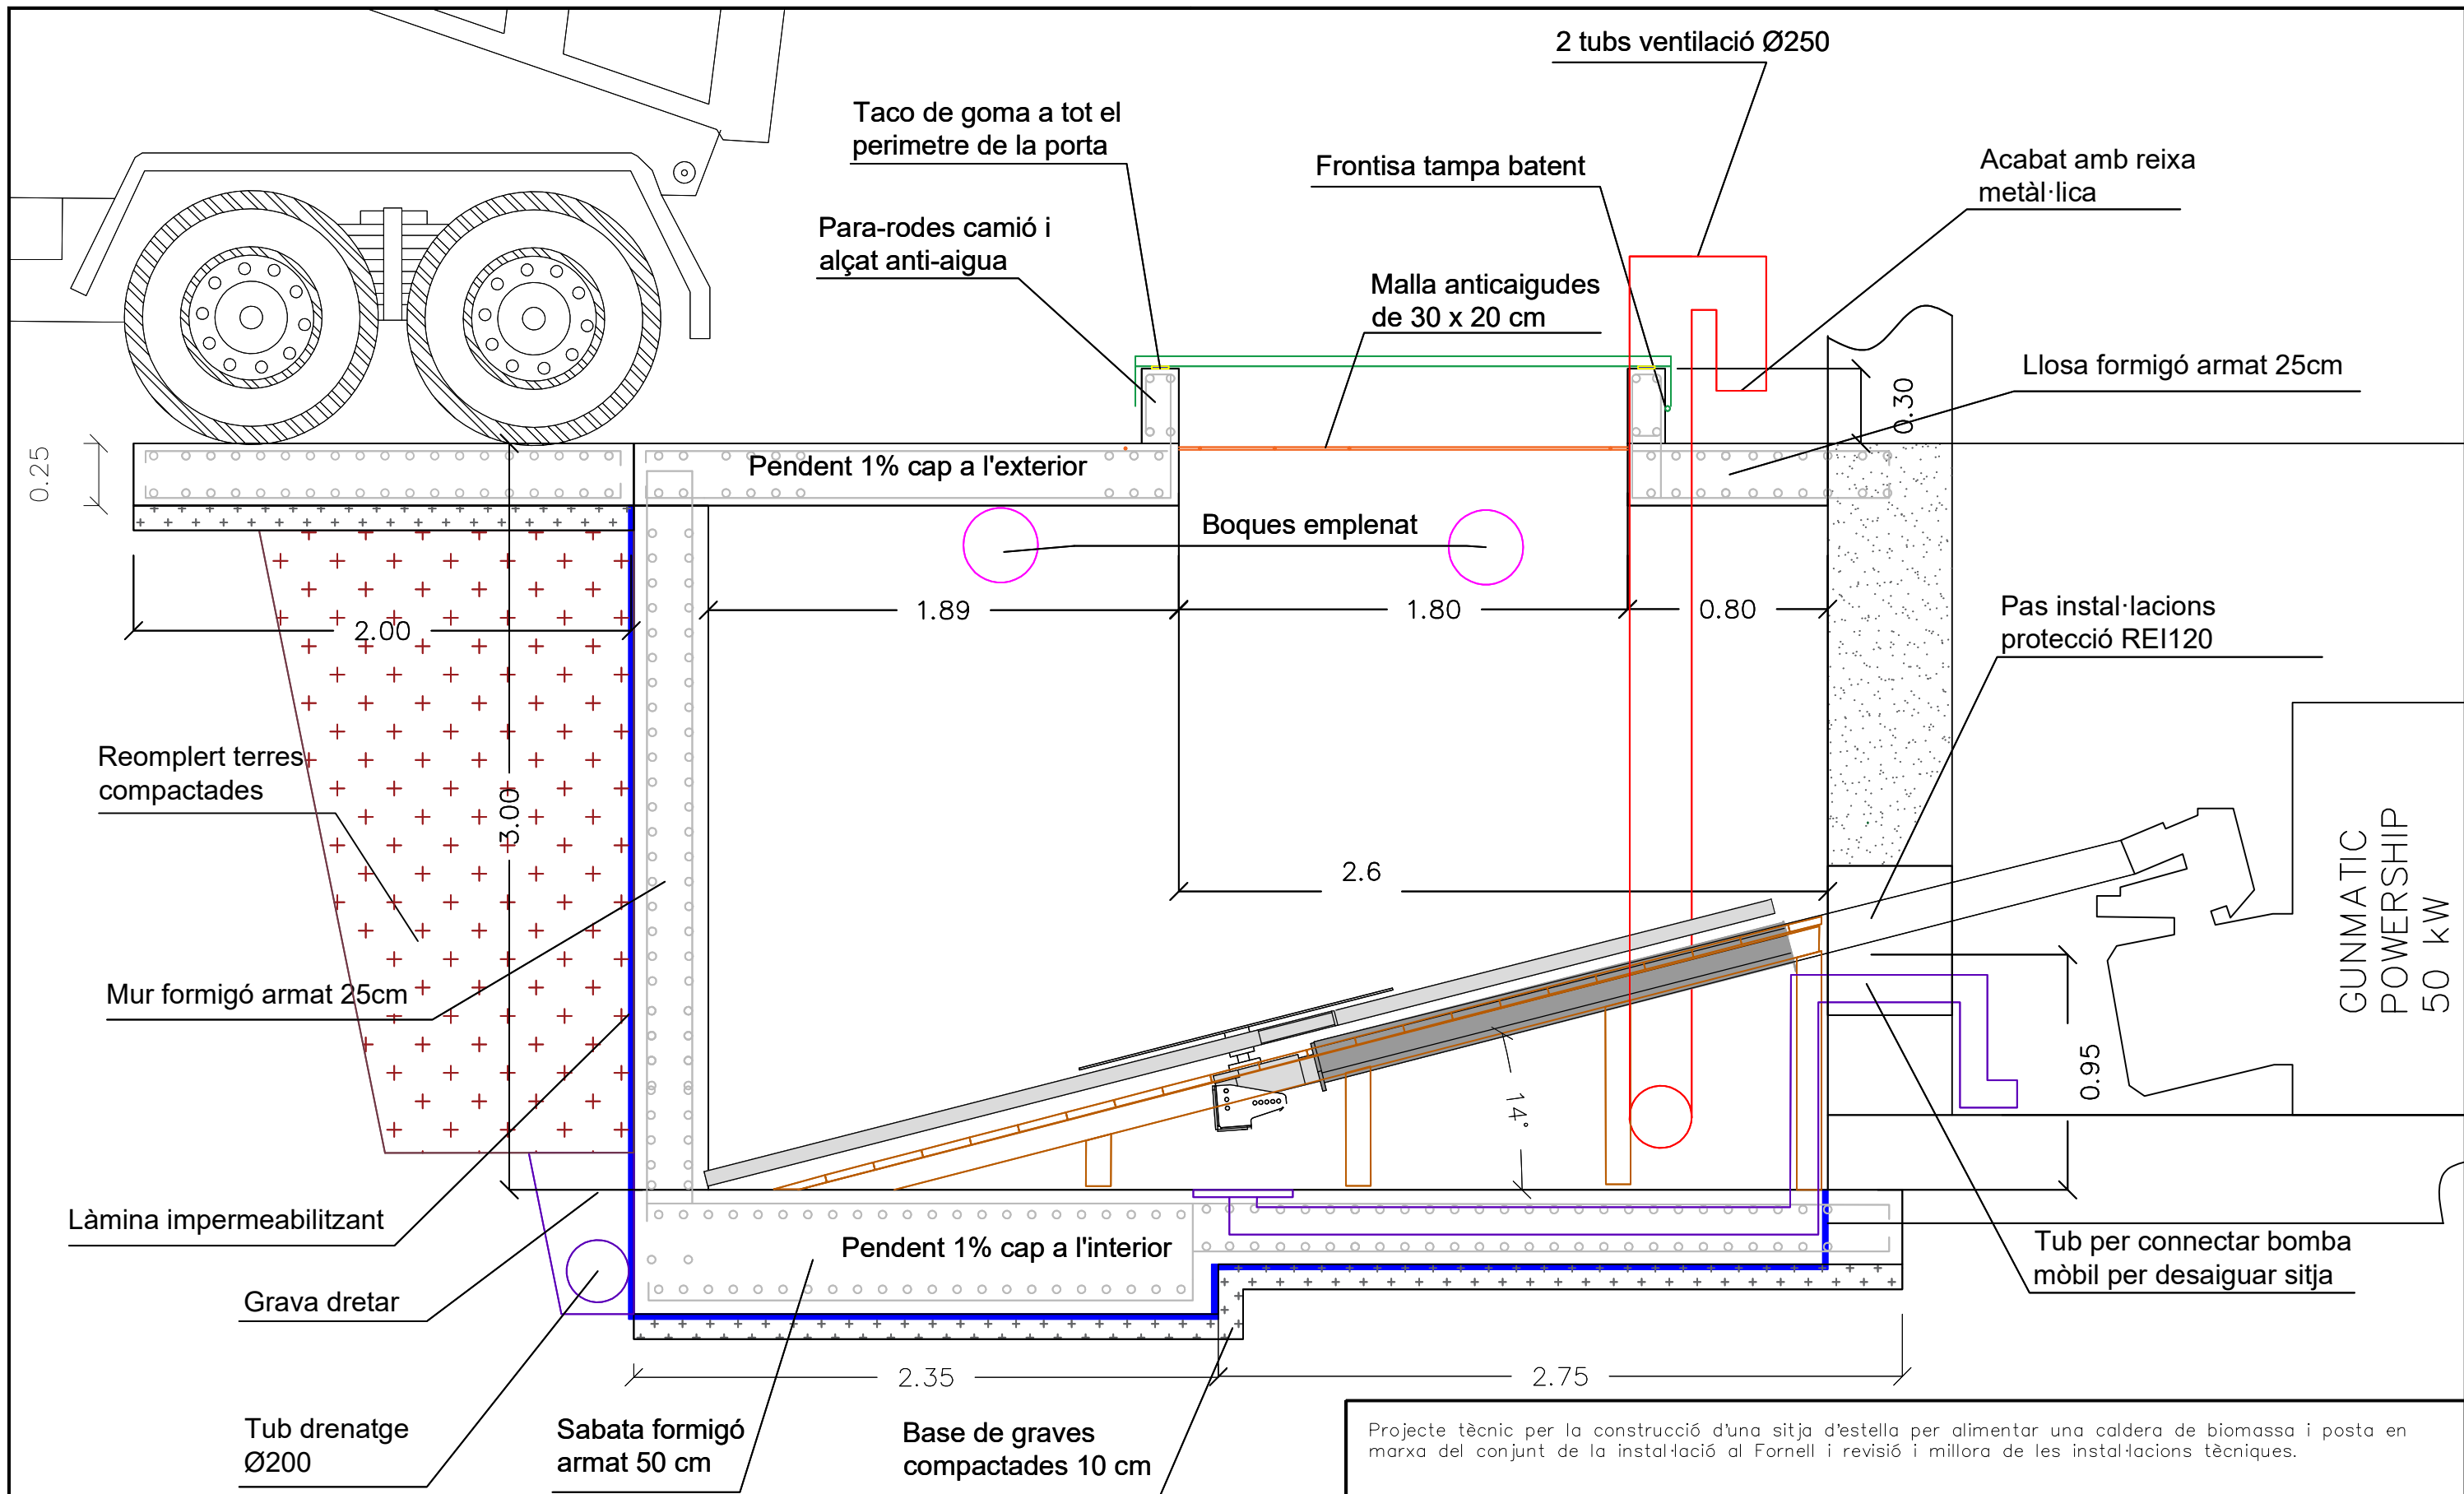 2 tubs ventilació Ø250
Taco de goma a tot el
perimetre de la porta
Frontisa tampa batent
Acabat amb reixa
metàl·lica
Para-rodes camió i
alçat anti-aigua
Malla anticaigudes
de 30 x 20 cm
Llosa formigó armat 25cm
0.30
0.25
Pendent 1% cap a l'exterior
Boques emplenat
2.00
1.89
1.80
0.80
Pas instal·lacions
protecció REI120
Reomplert terres
compactades
3.00
2.6
GUNMATIC
POWERSHIP
50 kW
Mur formigó armat 25cm
14°
0.95
Làmina impermeabilitzant
Pendent 1% cap a l'interior
Tub per connectar bomba
mòbil per desaiguar sitja
Grava dretar
2.35
2.75
Tub drenatge
Ø200
Sabata formigó
armat 50 cm
Base de graves
compactades 10 cm
Projecte tècnic per la construcció d'una sitja d'estella per alimentar una caldera de biomassa i posta en
marxa del conjunt de la instal·lació al Fornell i revisió i millora de les instal·lacions tècniques.